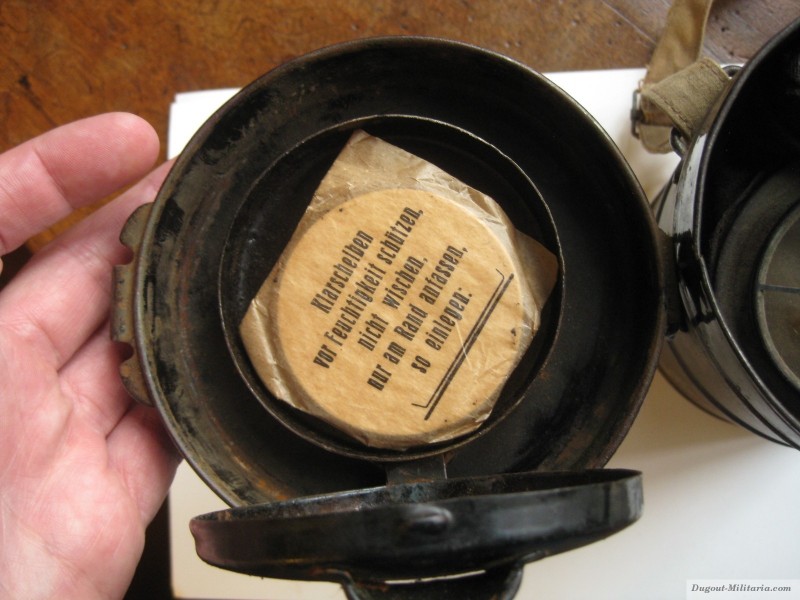 Klarscheiben
vor Feuchtigkeit schützen,
nicht wischen,
nur am Rand anfassen,
so einlegen:
Dugout-Militaria.com